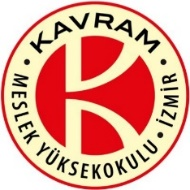 · KAVRAM ·
MESLEK YÜKSEKOKULU · İZMİR
K